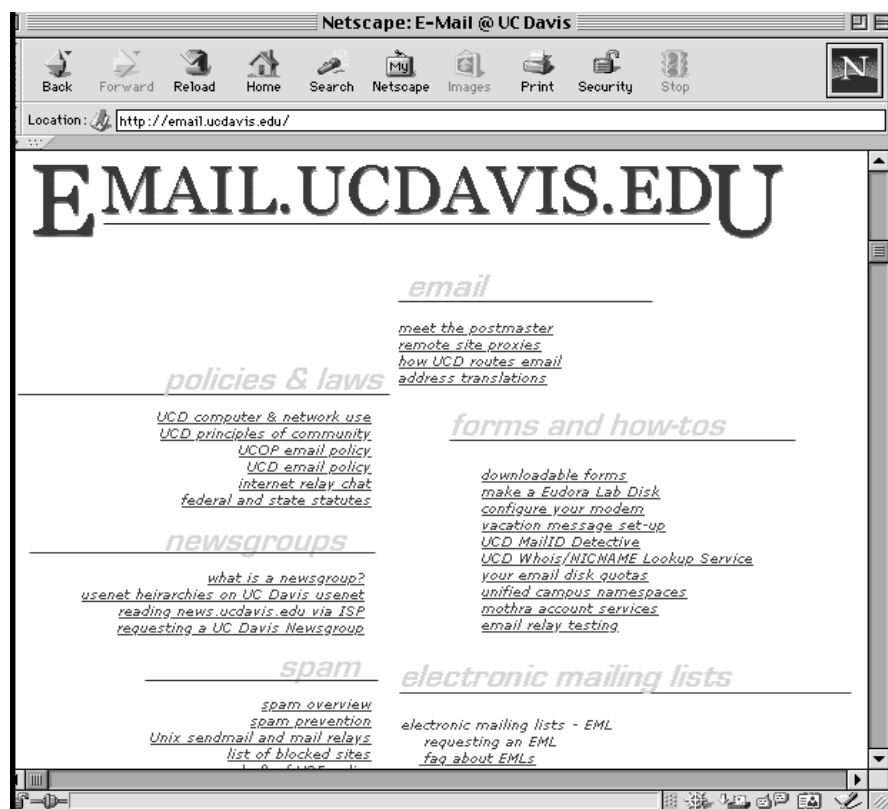 Netscape: E-Mail @ UC Davis
Back Forward Reload Home Search Netscape Images Print Security Stop
My
N
Location: http://email.ucdavis.edu/
EMAIL.UCDAVIS.EDU
email
meet the postmaster
remote site proxies
how UCD routes email
address translations
policies & laws
UCD computer & network use
UCD principles of community
UCOP email policy
UCD email policy
internet relay chat
federal and state statutes
forms and how-tos
downloadable forms
make a Eudora Lab Disk
configure your modem
vacation message set-up
UCD MailID Detective
UCD Whois/NICNAME Lookup Service
your email disk quotas
unified campus namespaces
mothra account services
email relay testing
newsgroups
what is a newsgroup?
usenet heirarchies on UC Davis usenet
reading news.ucdavis.edu via ISP
requesting a UC Davis Newsgroup
spam
spam overview
spam prevention
Unix sendmail and mail relays
list of blocked sites
electronic mailing lists
electronic mailing lists - EML
requesting an EML
faq about EMLs